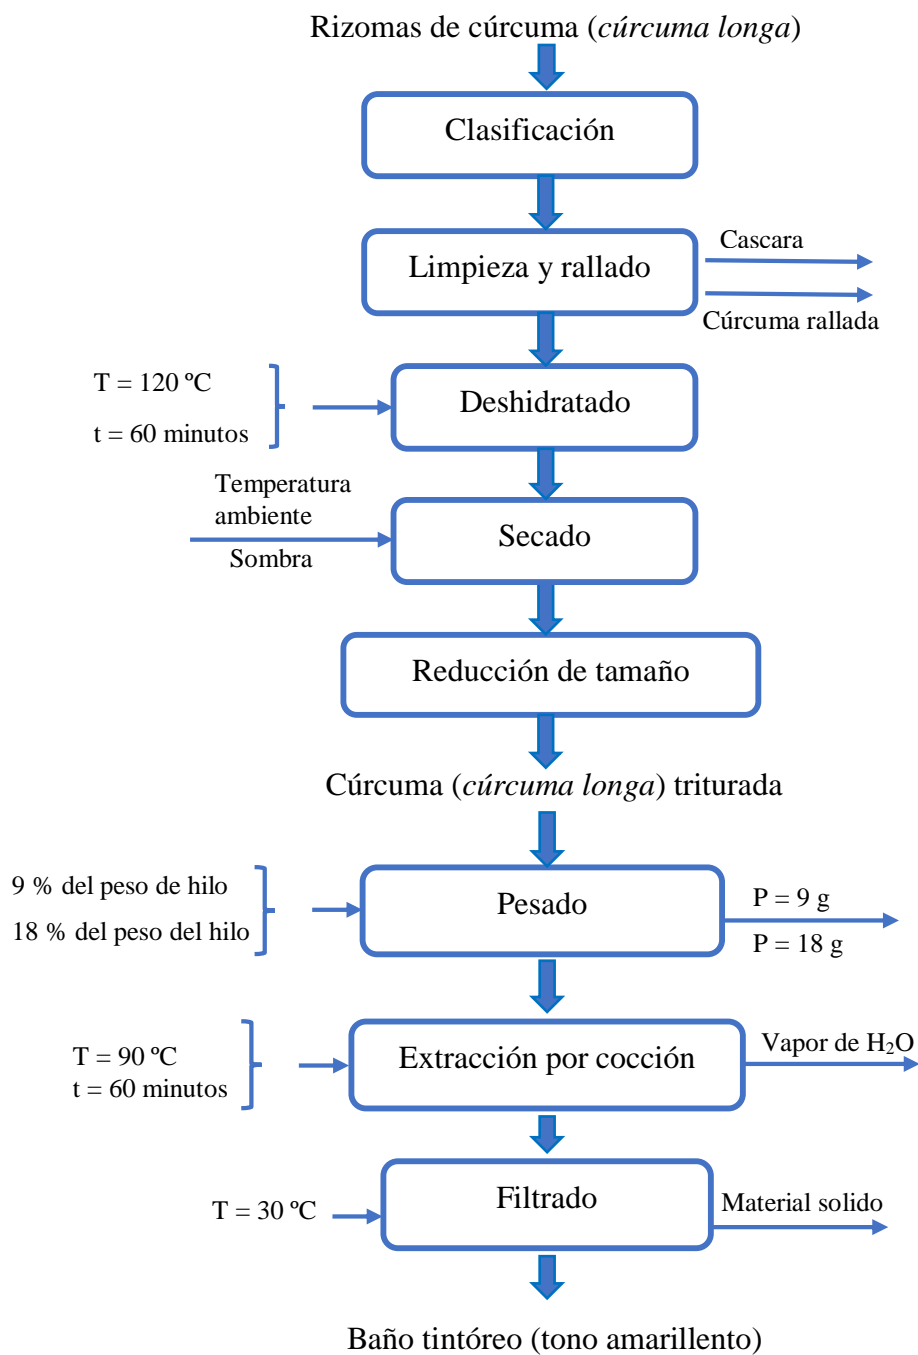 Rizomas de cúrcuma (cúrcuma longa)
Clasificación
Limpieza y rallado
Cascara
Cúrcuma rallada
T = 120 ºC
t = 60 minutos
Deshidratado
Temperatura
ambiente
Sombra
Secado
Reducción de tamaño
Cúrcuma (cúrcuma longa) triturada
9 % del peso de hilo
18 % del peso del hilo
Pesado
P = 9 g
P = 18 g
T = 90 ºC
t = 60 minutos
Extracción por cocción
Vapor de H₂O
T = 30 ºC
Filtrado
Material solido
Baño tintóreo (tono amarillento)